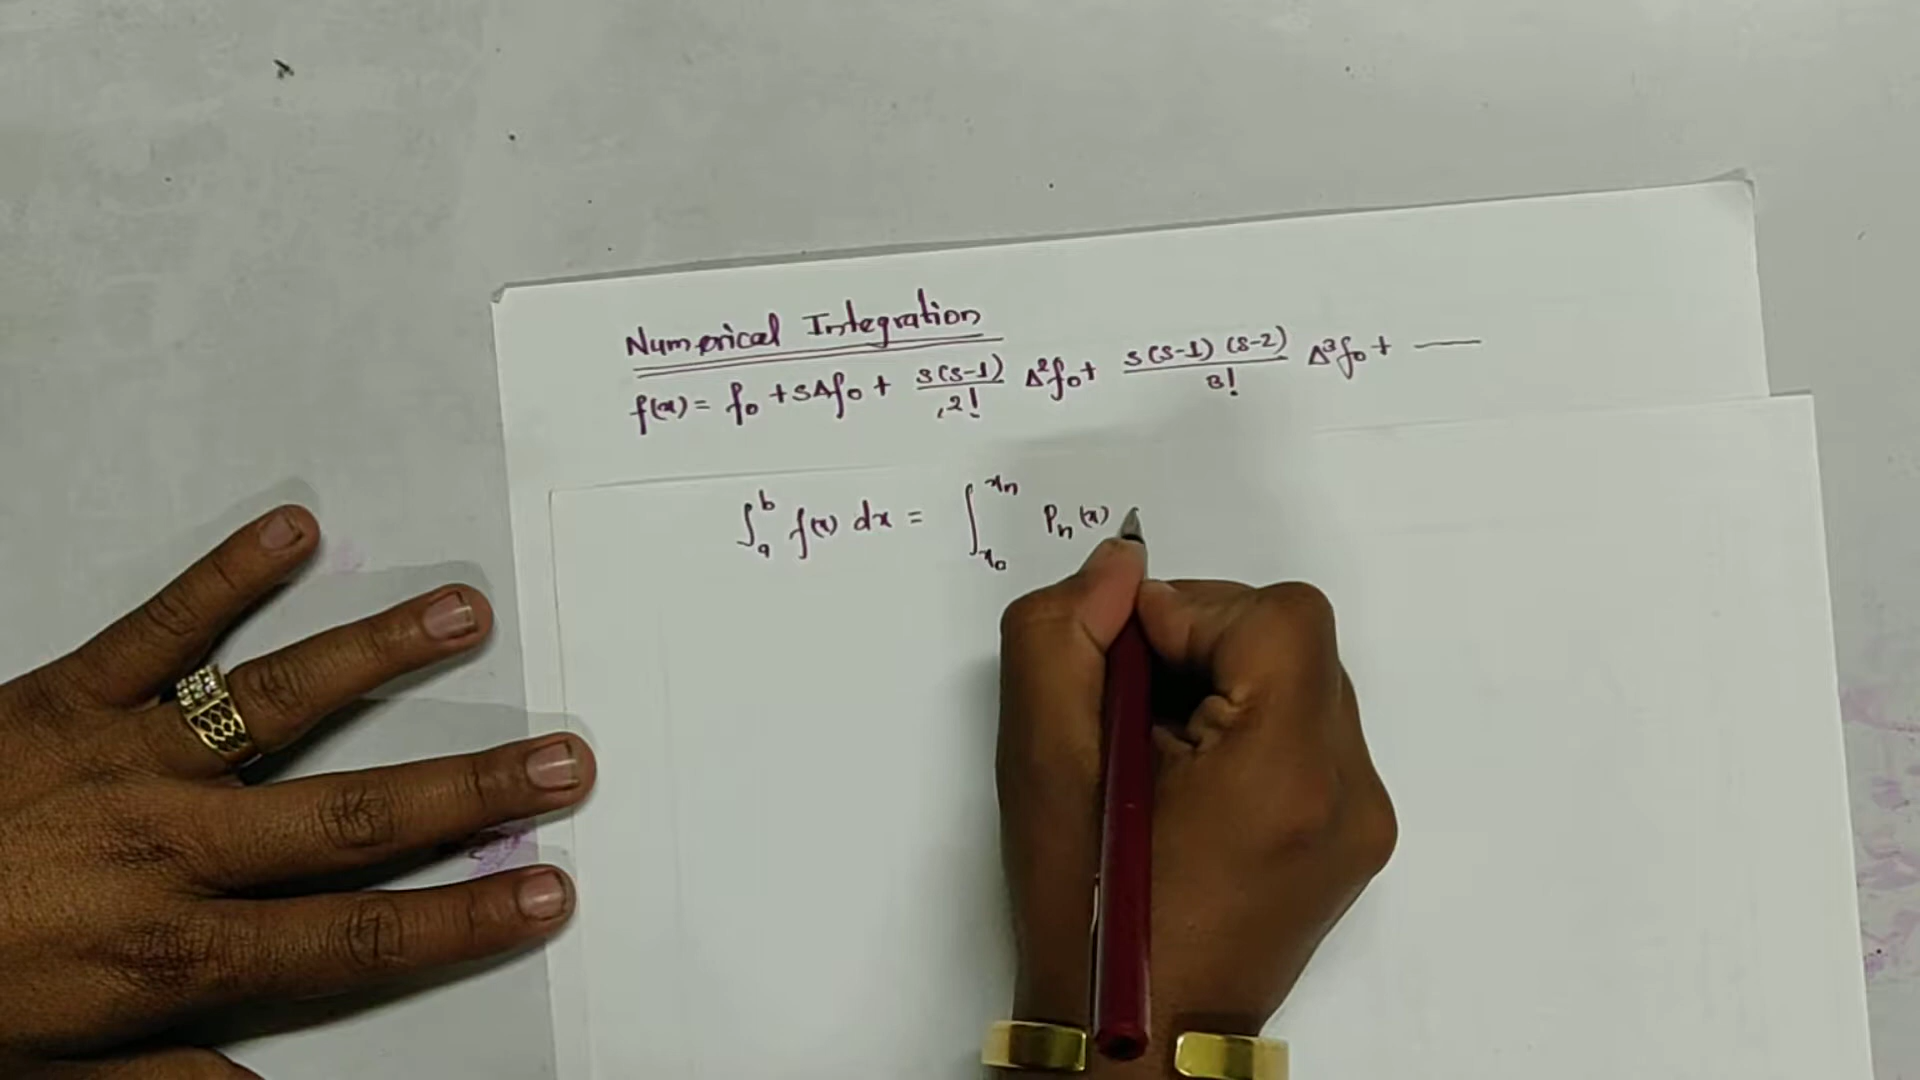 Numerical Integration
f(x) = f₀ + sΔf₀ + s(s-1)/2! Δ²f₀ + s(s-1)(s-2)/3! Δ³f₀ + —
∫ₐᵇ f(x) dx = ∫ₓ₀ˣₙ Pₙ(x)